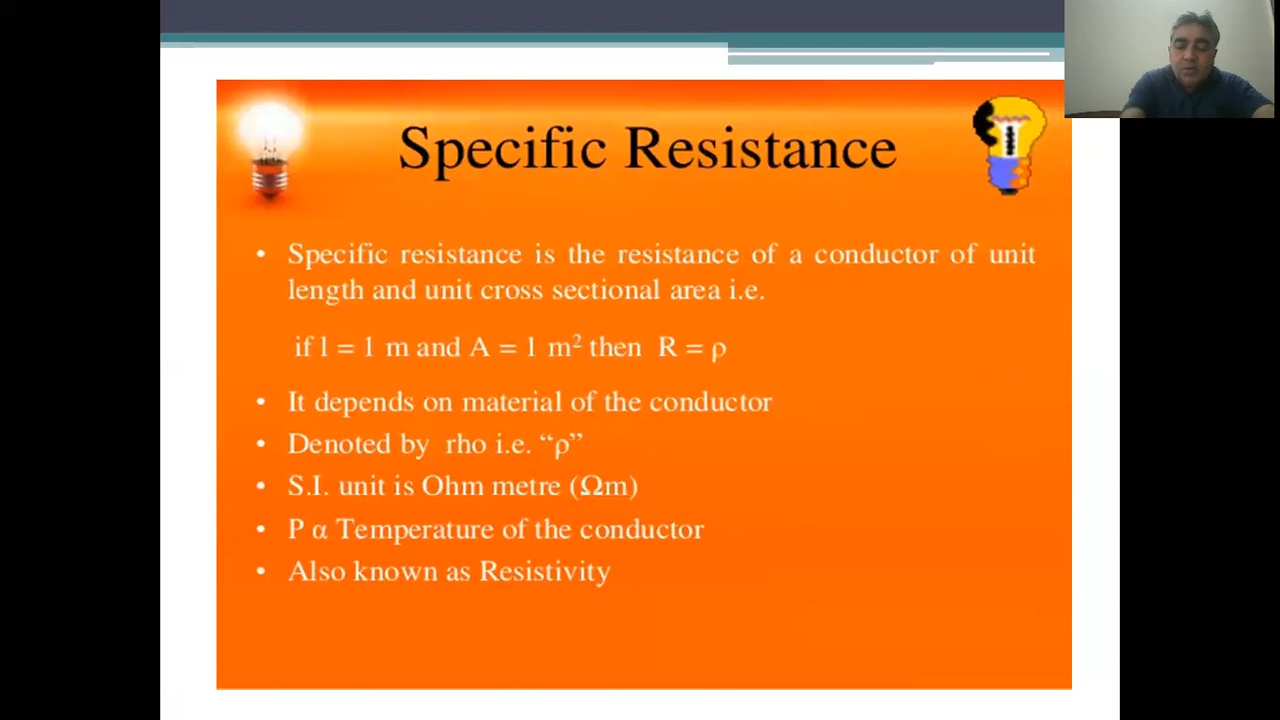 Specific Resistance
• Specific resistance is the resistance of a conductor of unit
length and unit cross sectional area i.e.
if l = 1 m and A = 1 m² then R = ρ
• It depends on material of the conductor
• Denoted by rho i.e. “ρ”
• S.I. unit is Ohm metre (Ωm)
• P α Temperature of the conductor
• Also known as Resistivity